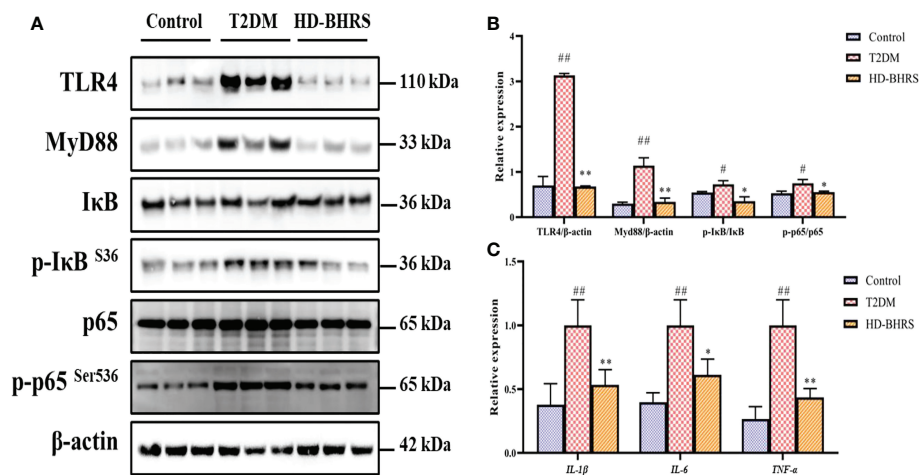 A
Control T2DM HD-BHRS
TLR4 110 kDa
MyD88 33 kDa
IκB 36 kDa
p-IκB S36 36 kDa
p65 65 kDa
p-p65 Ser536 65 kDa
β-actin 42 kDa
B
Control
T2DM
HD-BHRS
Relative expression
4
3
2
1
0
##
**
##
**
#
*
#
*
TLR4/β-actin Myd88/β-actin p-IκB/IκB p-p65/p65
C
Control
T2DM
HD-BHRS
Relative expression
1.5
1.0
0.5
0.0
##
**
##
*
##
**
IL-1β IL-6 TNF-α